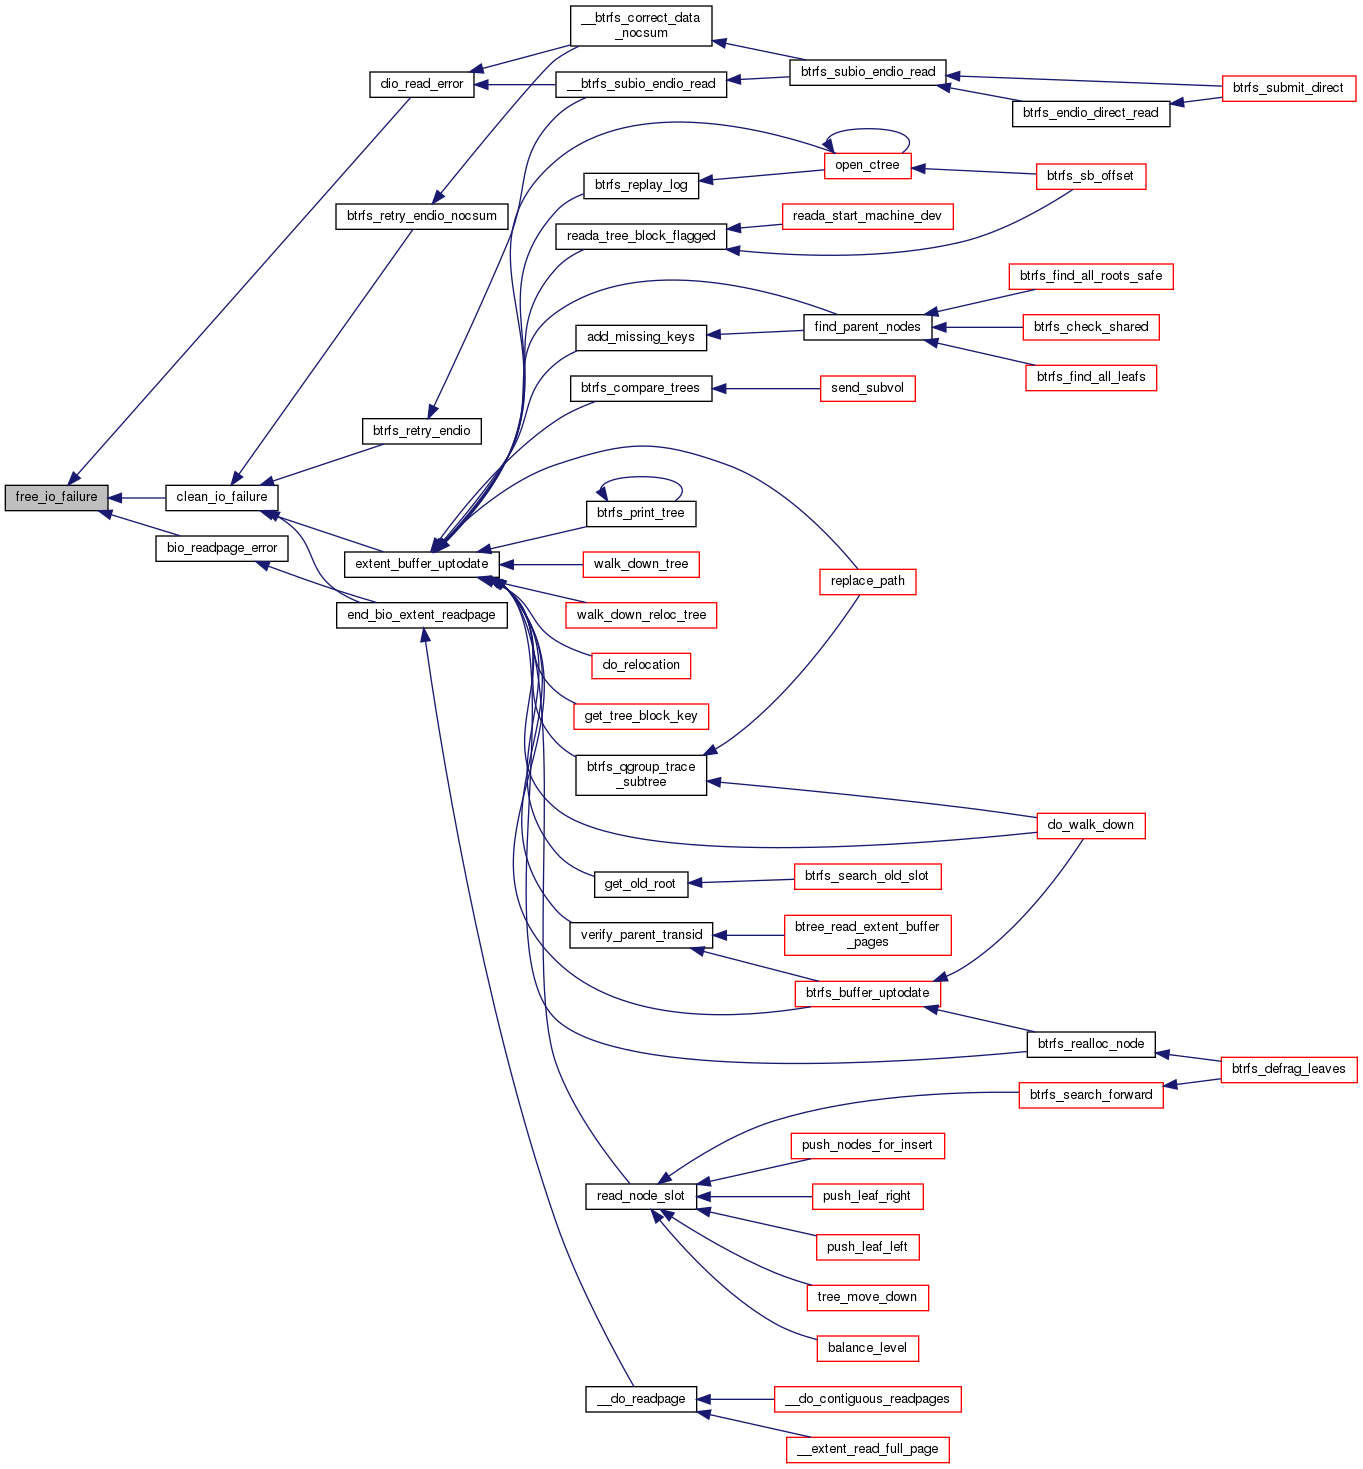 __btrfs_correct_data
_nocsum
dio_read_error
__btrfs_subio_endio_read
btrfs_subio_endio_read
btrfs_submit_direct
btrfs_endio_direct_read
open_ctree
btrfs_replay_log
btrfs_sb_offset
btrfs_retry_endio_nocsum
reada_tree_block_flagged
reada_start_machine_dev
btrfs_find_all_roots_safe
add_missing_keys
find_parent_nodes
btrfs_check_shared
btrfs_find_all_leafs
btrfs_compare_trees
send_subvol
btrfs_retry_endio
free_io_failure
clean_io_failure
btrfs_print_tree
bio_readpage_error
extent_buffer_uptodate
walk_down_tree
replace_path
end_bio_extent_readpage
walk_down_reloc_tree
do_relocation
get_tree_block_key
btrfs_qgroup_trace
_subtree
do_walk_down
get_old_root
btrfs_search_old_slot
verify_parent_transid
btree_read_extent_buffer
_pages
btrfs_buffer_uptodate
btrfs_realloc_node
btrfs_defrag_leaves
btrfs_search_forward
push_nodes_for_insert
read_node_slot
push_leaf_right
push_leaf_left
tree_move_down
balance_level
__do_readpage
__do_contiguous_readpages
__extent_read_full_page